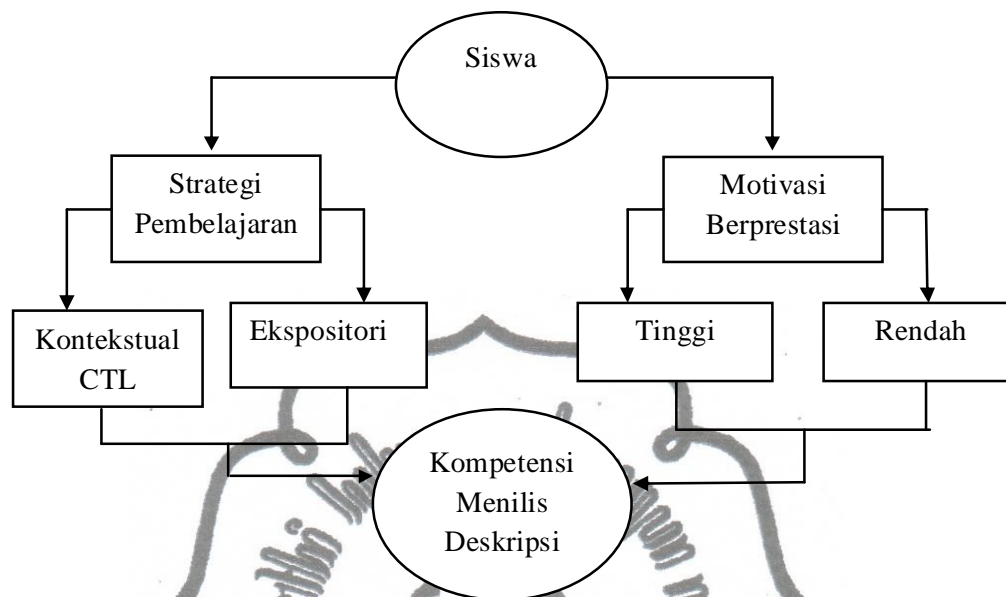 Siswa
Strategi
Pembelajaran
Motivasi
Berprestasi
Kontekstual
CTL
Ekspositori
Tinggi
Rendah
Kompetensi
Menilis
Deskripsi